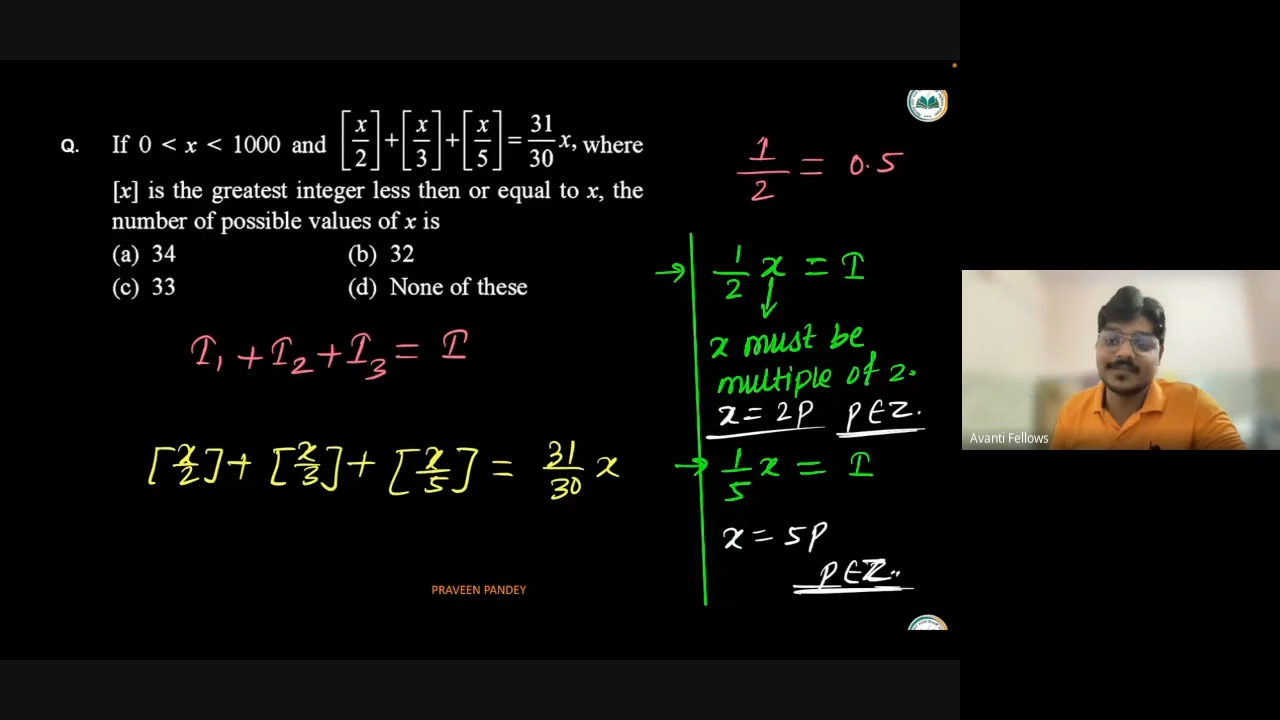 Q. If 0 < x < 1000 and [x/2]+[x/3]+[x/5]=31/30 x, where
[x] is the greatest integer less then or equal to x, the
number of possible values of x is
(a) 34 (b) 32
(c) 33 (d) None of these
I₁ + I₂ + I₃ = I
[x/2] + [x/3] + [x/5] = 31/30 x
PRAVEEN PANDEY
1/2 = 0.5
→ 1/2 x = I
x must be
multiple of 2.
x = 2P P∈Z.
→ 1/5 x = I
x = 5P
P∈Z..
Avanti Fellows